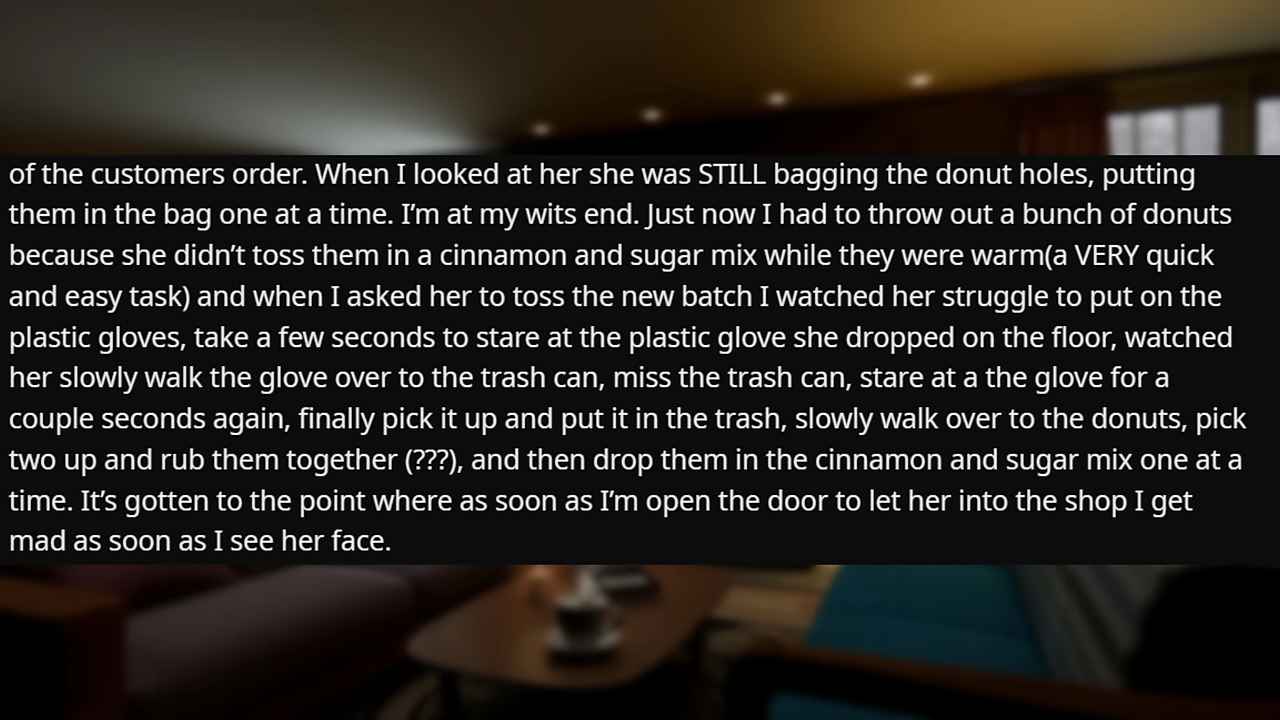 of the customers order. When I looked at her she was STILL bagging the donut holes, putting
them in the bag one at a time. I’m at my wits end. Just now I had to throw out a bunch of donuts
because she didn’t toss them in a cinnamon and sugar mix while they were warm(a VERY quick
and easy task) and when I asked her to toss the new batch I watched her struggle to put on the
plastic gloves, take a few seconds to stare at the plastic glove she dropped on the floor, watched
her slowly walk the glove over to the trash can, miss the trash can, stare at a the glove for a
couple seconds again, finally pick it up and put it in the trash, slowly walk over to the donuts, pick
two up and rub them together (???), and then drop them in the cinnamon and sugar mix one at a
time. It’s gotten to the point where as soon as I’m open the door to let her into the shop I get
mad as soon as I see her face.